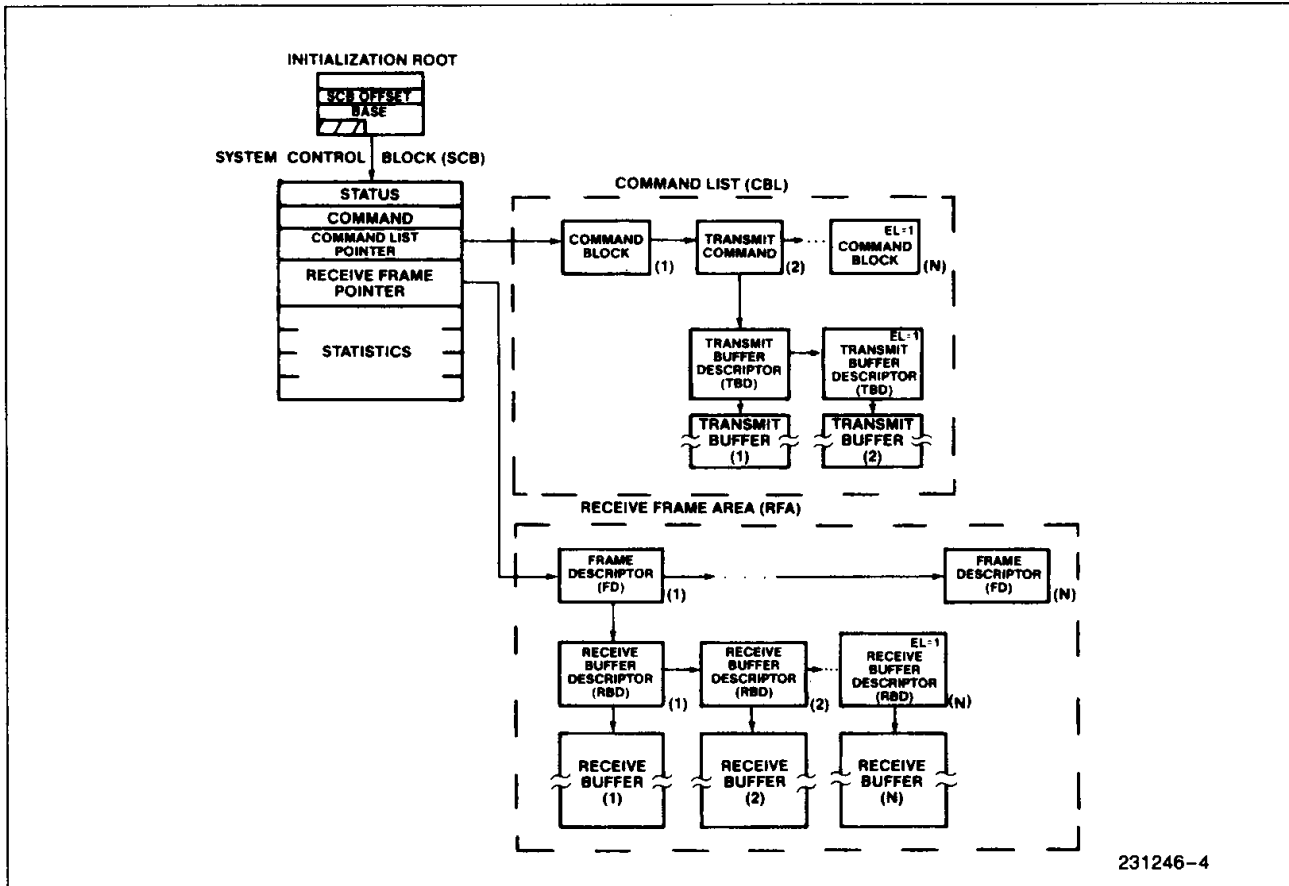 INITIALIZATION ROOT
SCB OFFSET
BASE
SYSTEM CONTROL BLOCK (SCB)
STATUS
COMMAND
COMMAND LIST
POINTER
RECEIVE FRAME
POINTER
STATISTICS
COMMAND LIST (CBL)
COMMAND
BLOCK
(1)
TRANSMIT
COMMAND
(2)
EL=1
COMMAND
BLOCK
(N)
TRANSMIT
BUFFER
DESCRIPTOR
(TBD)
EL=1
TRANSMIT
BUFFER
DESCRIPTOR
(TBD)
TRANSMIT
BUFFER
(1)
TRANSMIT
BUFFER
(2)
RECEIVE FRAME AREA (RFA)
FRAME
DESCRIPTOR
(FD)
(1)
FRAME
DESCRIPTOR
(FD)
(N)
RECEIVE
BUFFER
DESCRIPTOR
(RBD)
(1)
RECEIVE
BUFFER
DESCRIPTOR
(RBD)
(2)
EL=1
RECEIVE
BUFFER
DESCRIPTOR
(RBD)
(N)
RECEIVE
BUFFER
(1)
RECEIVE
BUFFER
(2)
RECEIVE
BUFFER
(N)
231246-4